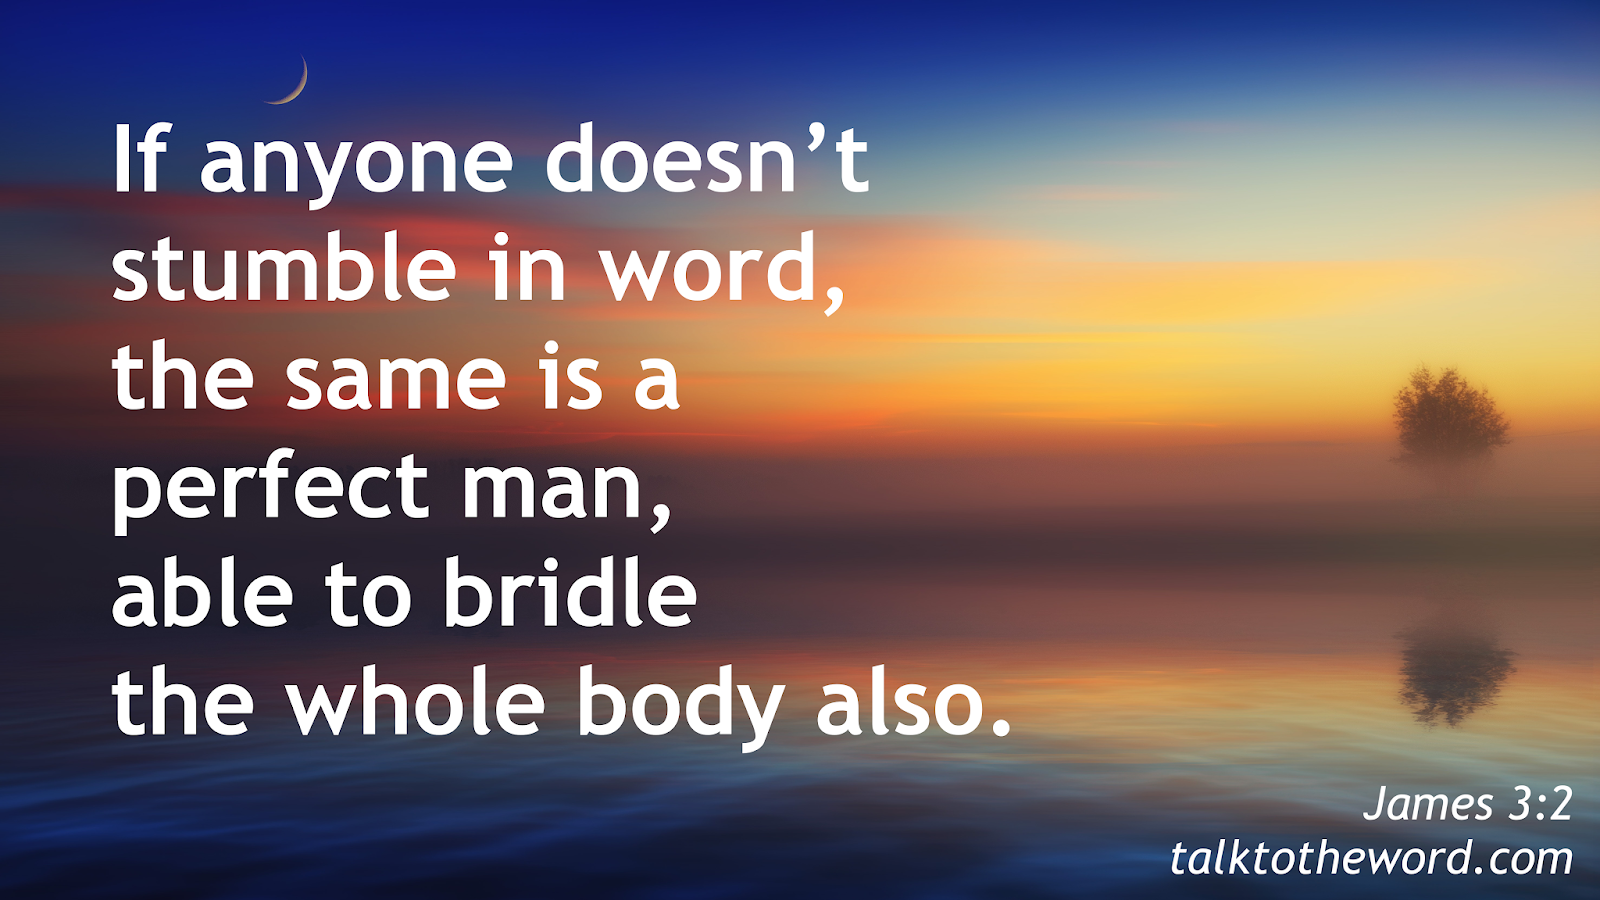 If anyone doesn’t
stumble in word,
the same is a
perfect man,
able to bridle
the whole body also.
James 3:2
talktotheword.com